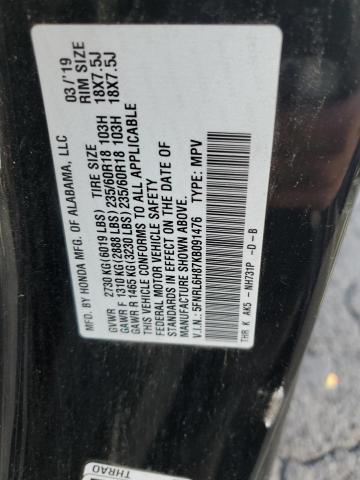 MFD. BY HONDA MFG. OF ALABAMA, LLC 03/'19
TIRE SIZE RIM SIZE
GVWR 2730 KG(6019 LBS)
GAWR F 1310 KG(2888 LBS) 235/60R18 103H 18X7.5J
GAWR R 1465 KG(3230 LBS) 235/60R18 103H 18X7.5J
THIS VEHICLE CONFORMS TO ALL APPLICABLE
FEDERAL MOTOR VEHICLE SAFETY
STANDARDS IN EFFECT ON THE DATE OF
MANUFACTURE SHOWN ABOVE.
V.I.N.: 5FNRL6H87KB091476 TYPE: MPV
THR K AK5 -NH731P -D-B
THRA0